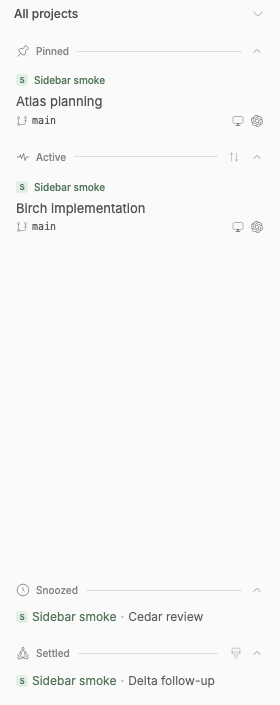 All projects
Pinned
S Sidebar smoke
Atlas planning
main
Active
S Sidebar smoke
Birch implementation
main
Snoozed
S Sidebar smoke · Cedar review
Settled
S Sidebar smoke · Delta follow-up